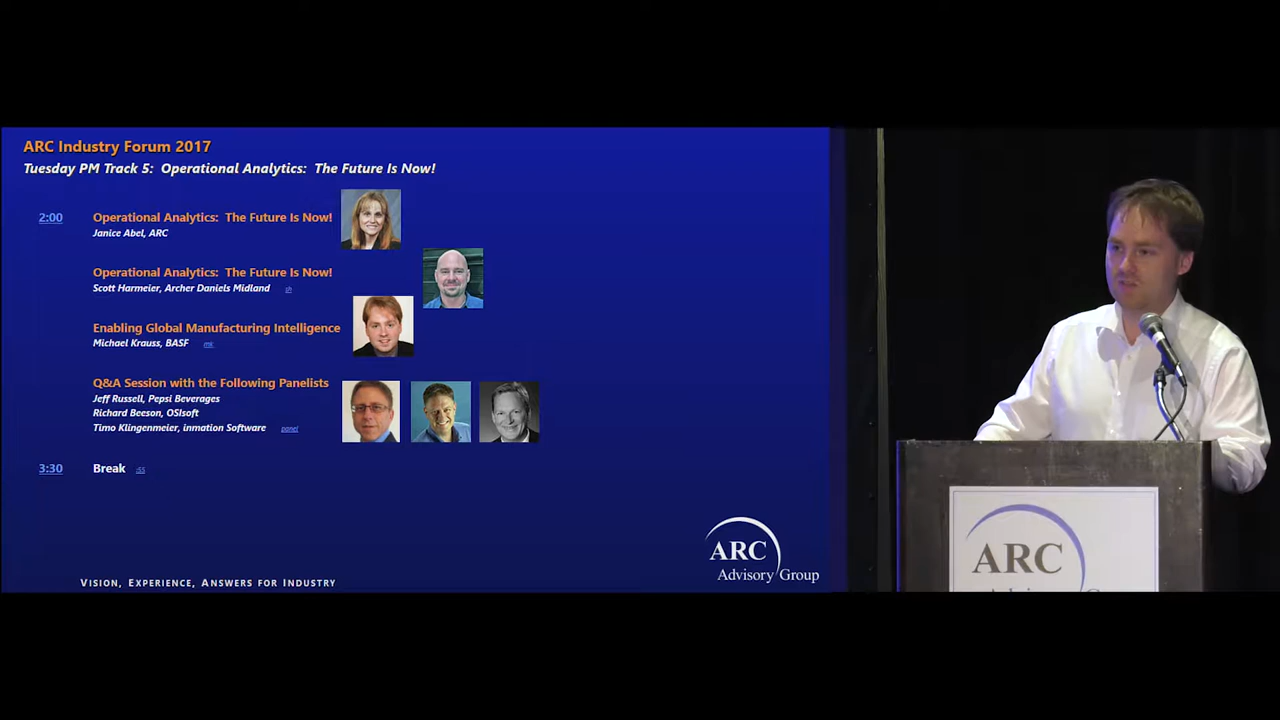 ARC Industry Forum 2017
Tuesday PM Track 5: Operational Analytics: The Future Is Now!
2:00 Operational Analytics: The Future Is Now!
Janice Abel, ARC
Operational Analytics: The Future Is Now!
Scott Harmeier, Archer Daniels Midland sh
Enabling Global Manufacturing Intelligence
Michael Krauss, BASF mk
Q&A Session with the Following Panelists
Jeff Russell, Pepsi Beverages
Richard Beeson, OSIsoft
Timo Klingenmeier, inmation Software panel
3:30 Break
ARC
Advisory Group
VISION, EXPERIENCE, ANSWERS FOR INDUSTRY
ARC